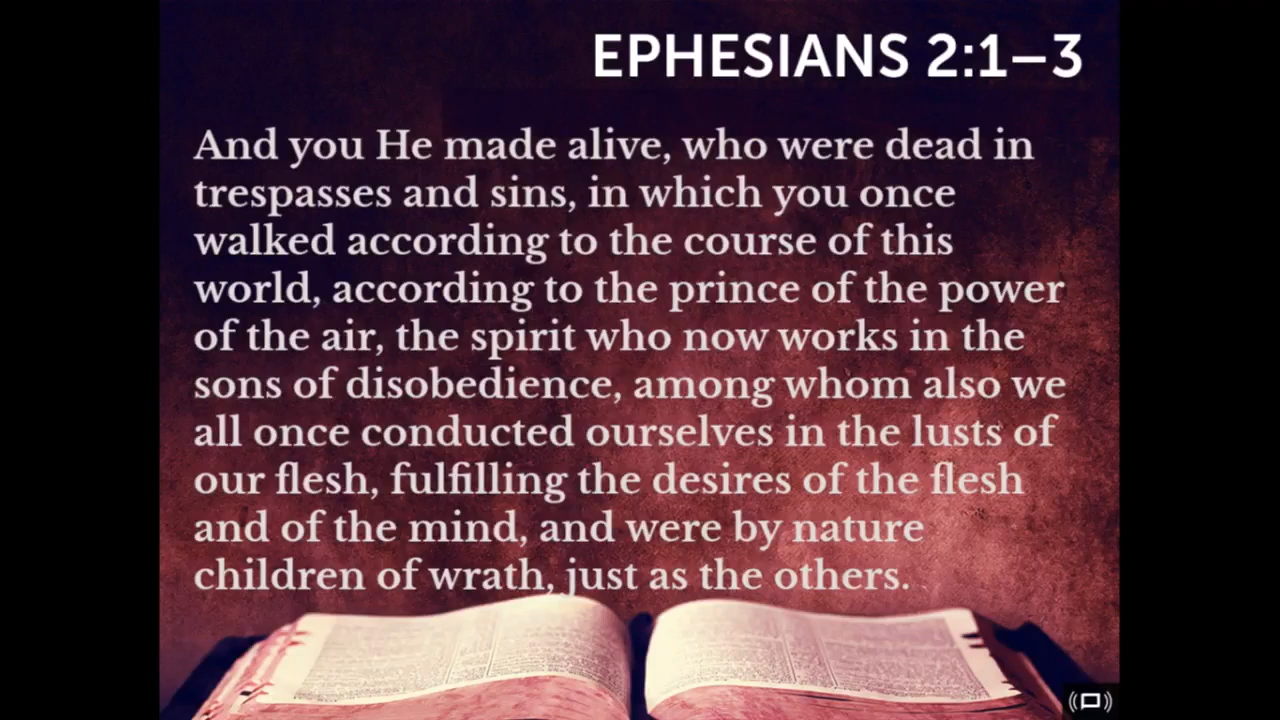 EPHESIANS 2:1–3
And you He made alive, who were dead in
trespasses and sins, in which you once
walked according to the course of this
world, according to the prince of the power
of the air, the spirit who now works in the
sons of disobedience, among whom also we
all once conducted ourselves in the lusts of
our flesh, fulfilling the desires of the flesh
and of the mind, and were by nature
children of wrath, just as the others.